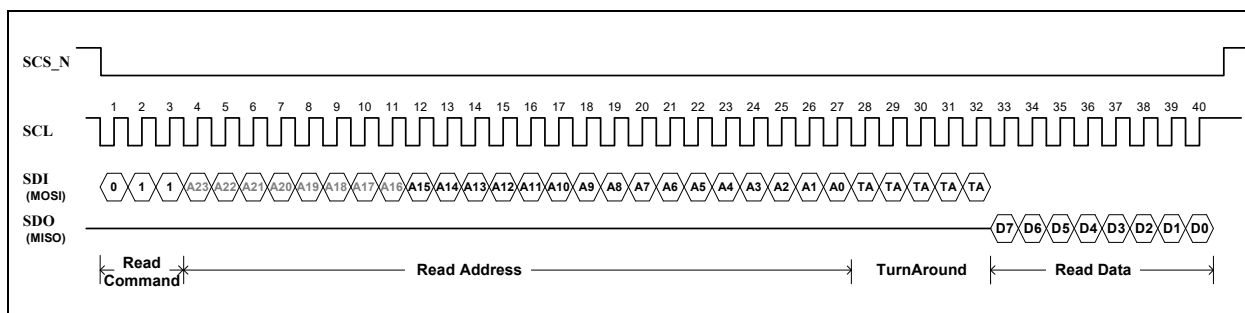 SCS_N
1 2 3 4 5 6 7 8 9 10 11 12 13 14 15 16 17 18 19 20 21 22 23 24 25 26 27 28 29 30 31 32 33 34 35 36 37 38 39 40
SCL
SDI
(MOSI)
0 1 1 A23 A22 A21 A20 A19 A18 A17 A16 A15 A14 A13 A12 A11 A10 A9 A8 A7 A6 A5 A4 A3 A2 A1 A0 TA TA TA TA TA
SDO
(MISO)
D7 D6 D5 D4 D3 D2 D1 D0
Read
Command
Read Address
TurnAround
Read Data